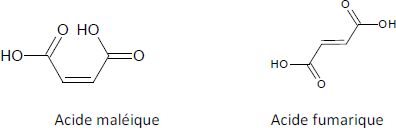 O HO
HO O
Acide maléique
O
OH
HO
O
Acide fumarique